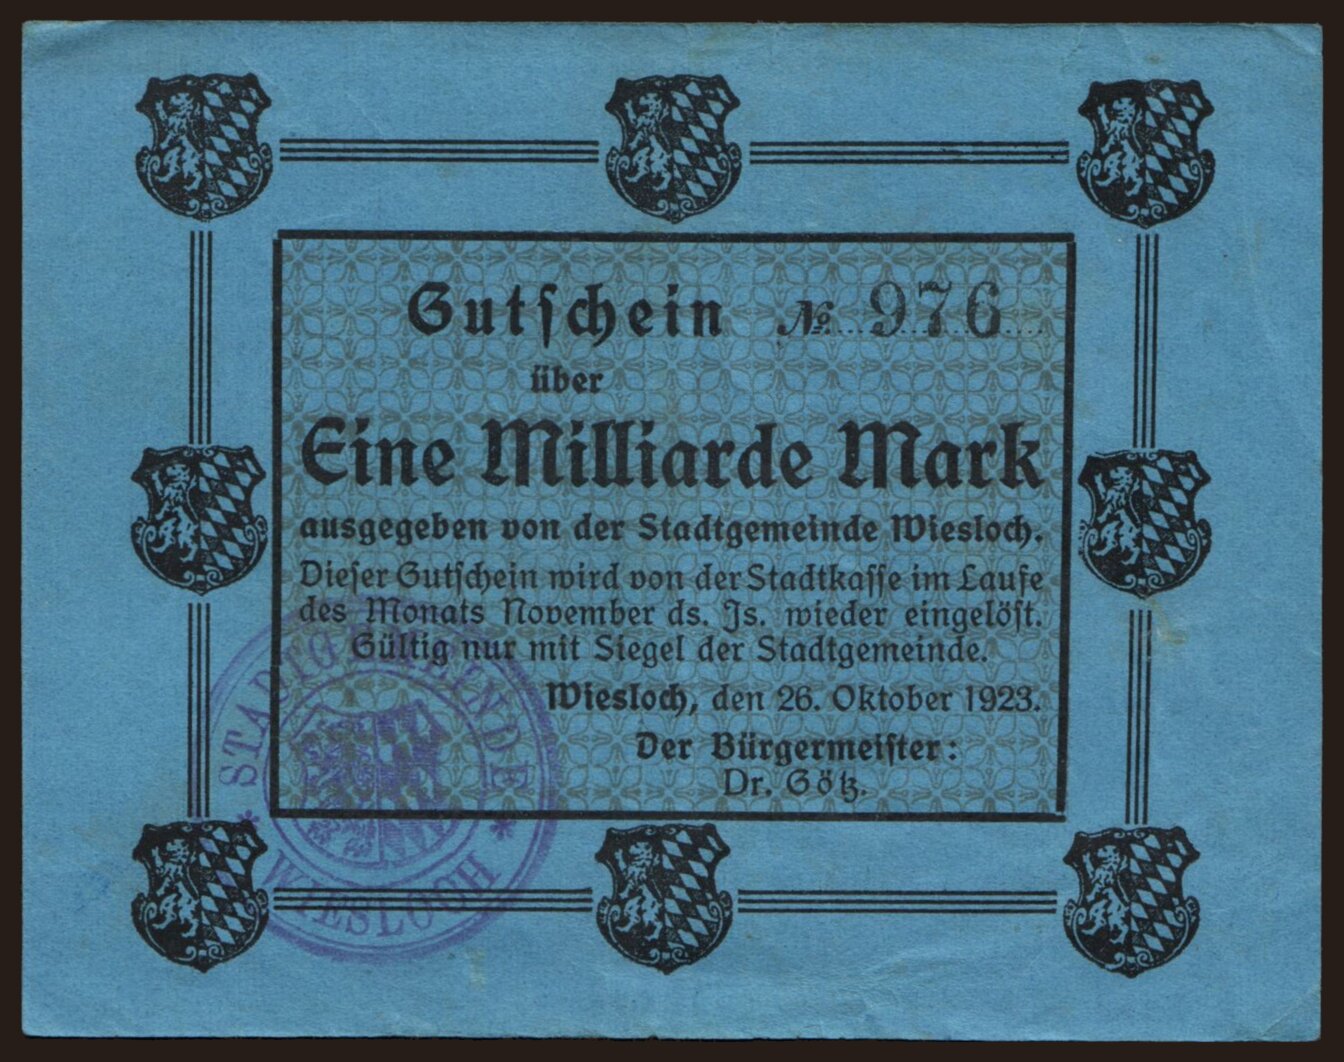 Gutſchein № 976
über
Eine Milliarde Mark
ausgegeben von der Stadtgemeinde Wiesloch.
Dieſer Gutſchein wird von der Stadtkaſſe im Laufe
des Monats November ds. Js. wieder eingelöſt.
Gültig nur mit Siegel der Stadtgemeinde.
Wiesloch, den 26. Oktober 1923.
Der Bürgermeiſter:
Dr. Götz.
STADTGEMEINDE
* WIESLOCH *